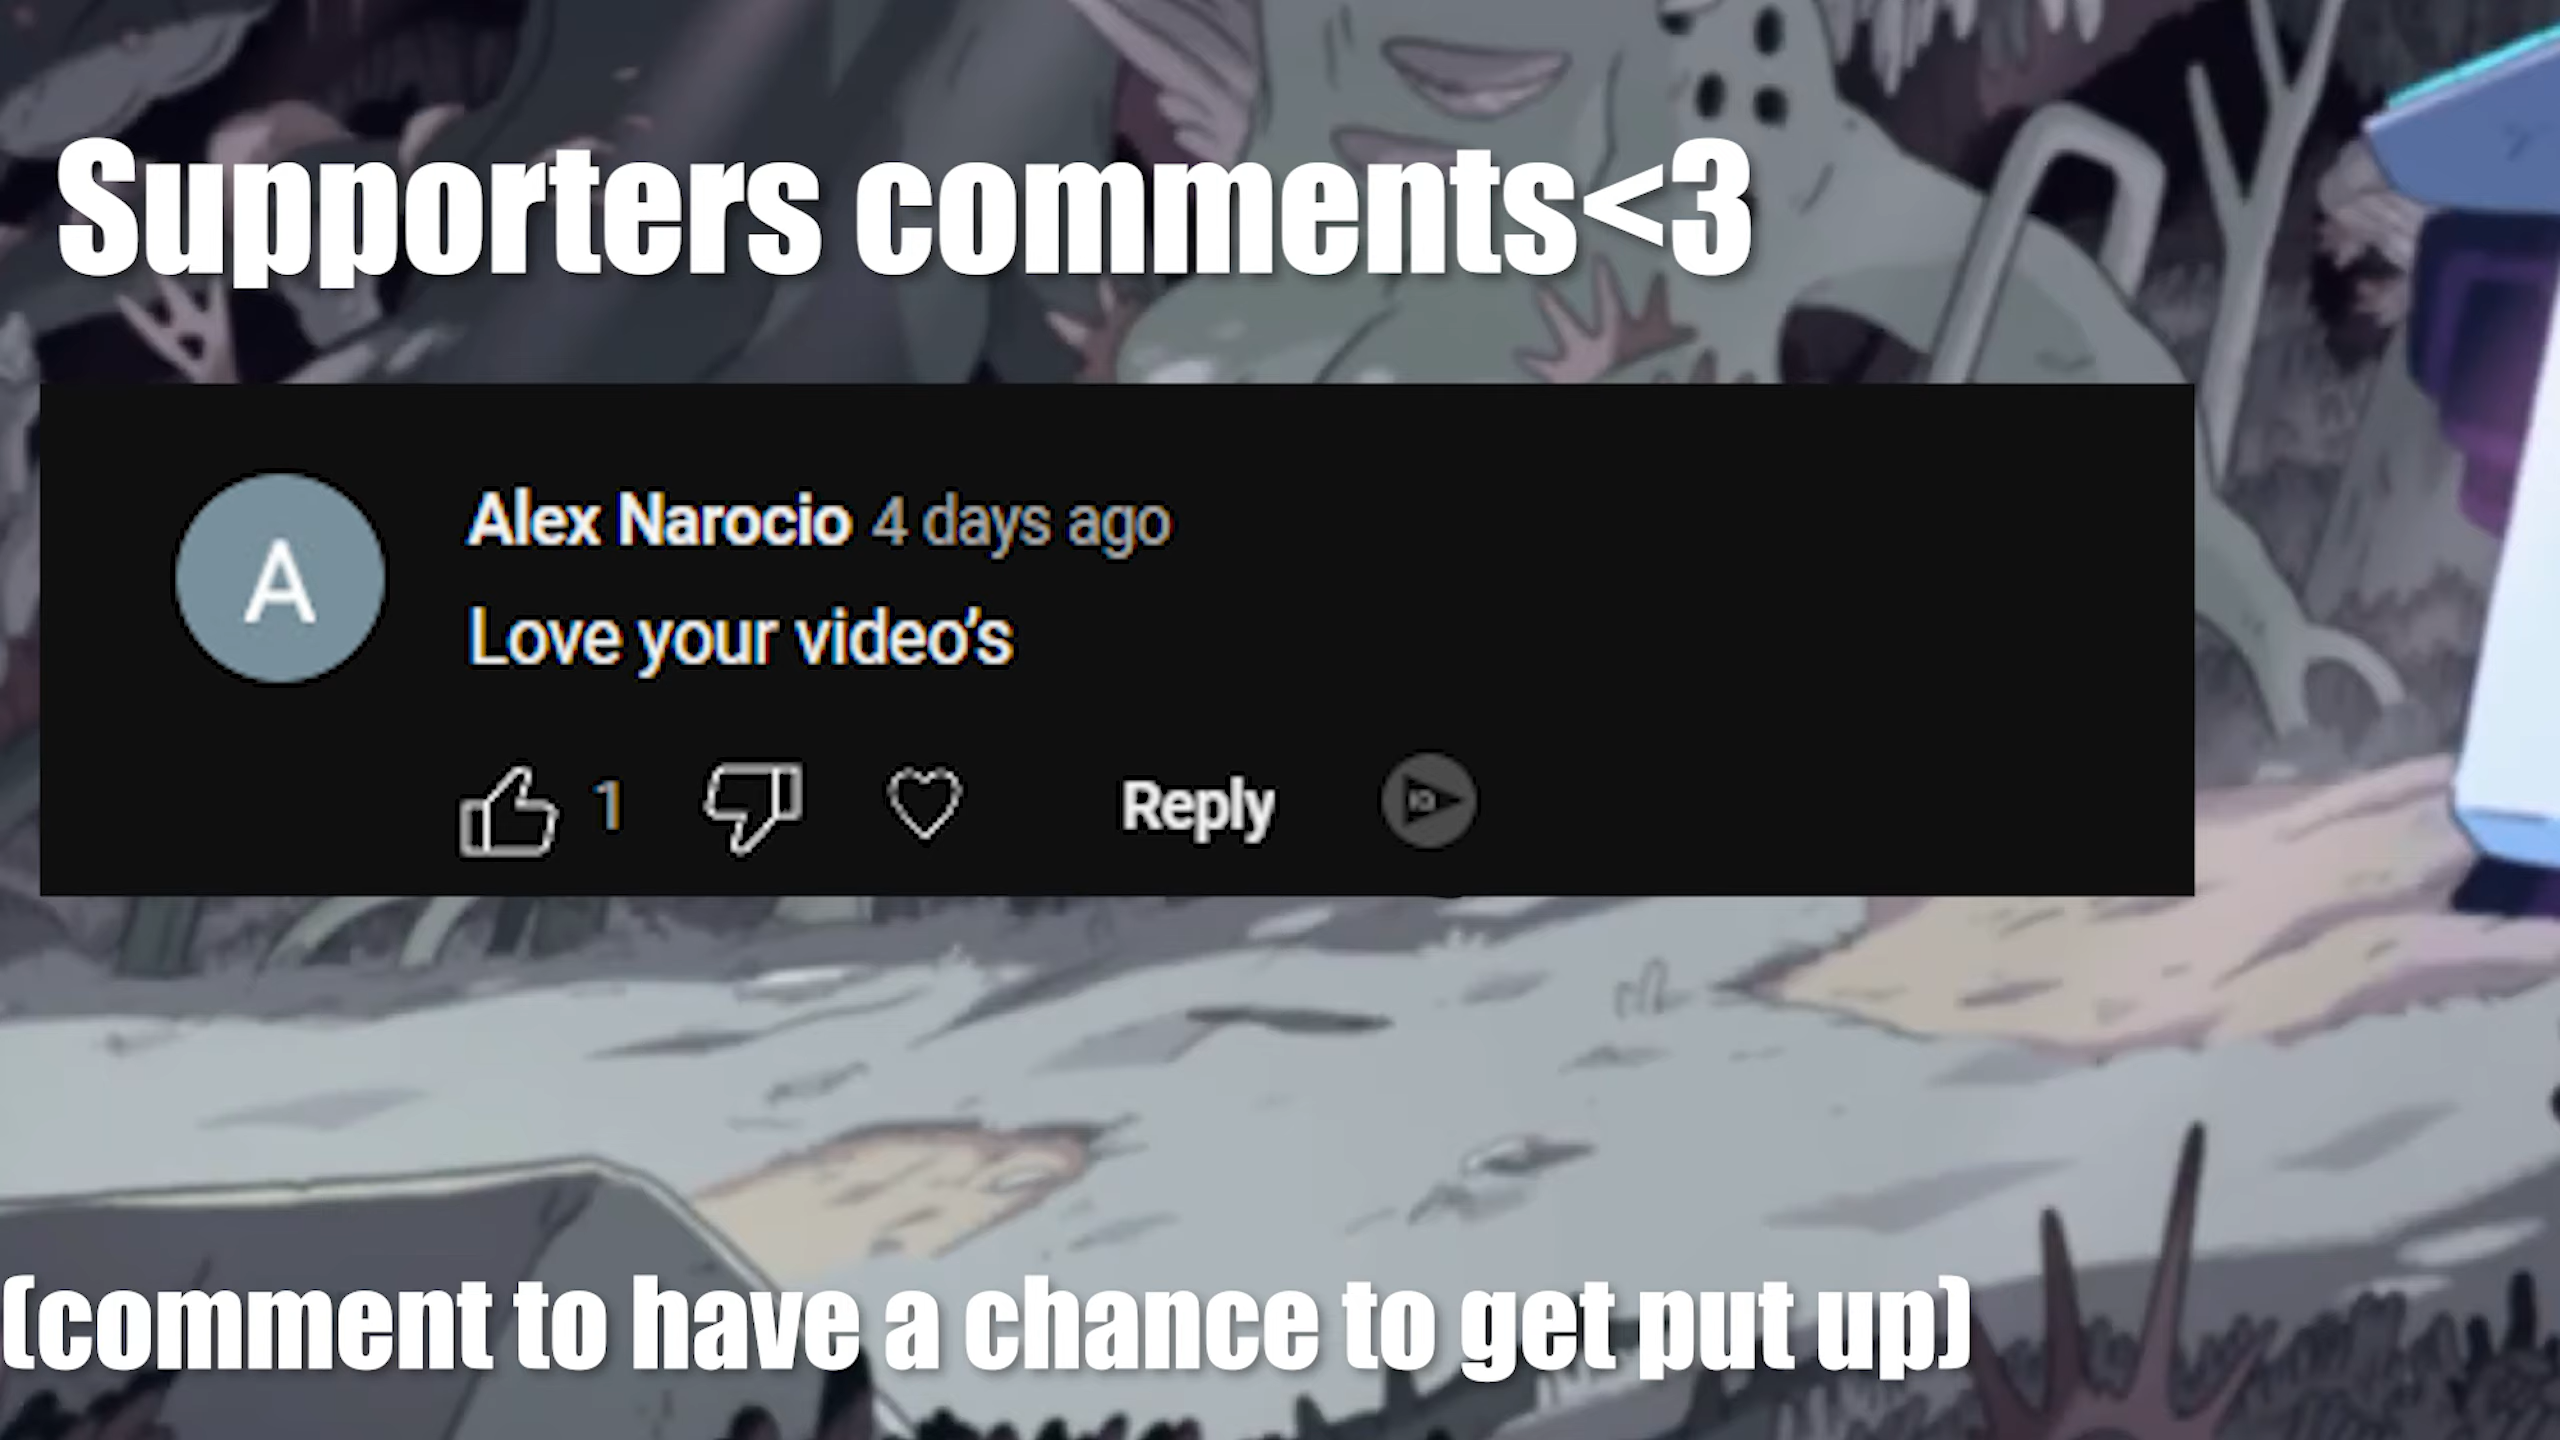 Supporters comments<3
A
Alex Narocio 4 days ago
Love your video’s
1
Reply
(comment to have a chance to get put up)